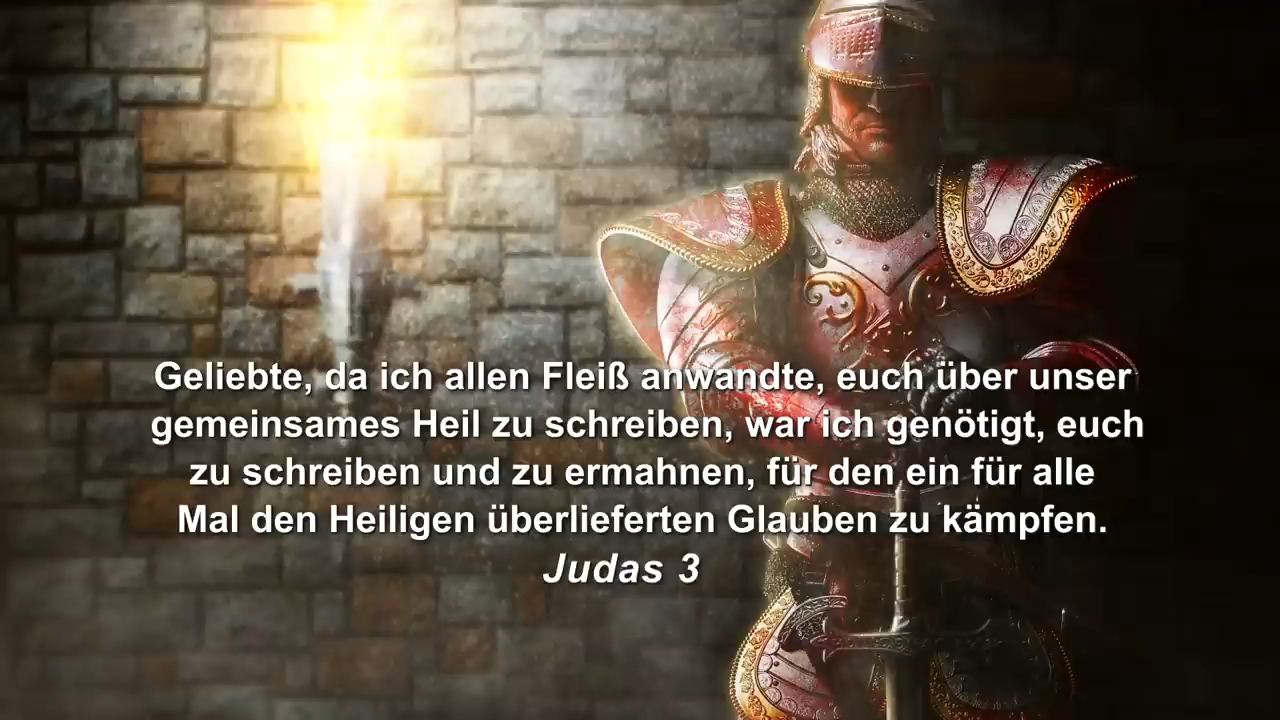 Geliebte, da ich allen Fleiß anwandte, euch über unser
gemeinsames Heil zu schreiben, war ich genötigt, euch
zu schreiben und zu ermahnen, für den ein für alle
Mal den Heiligen überlieferten Glauben zu kämpfen.
Judas 3